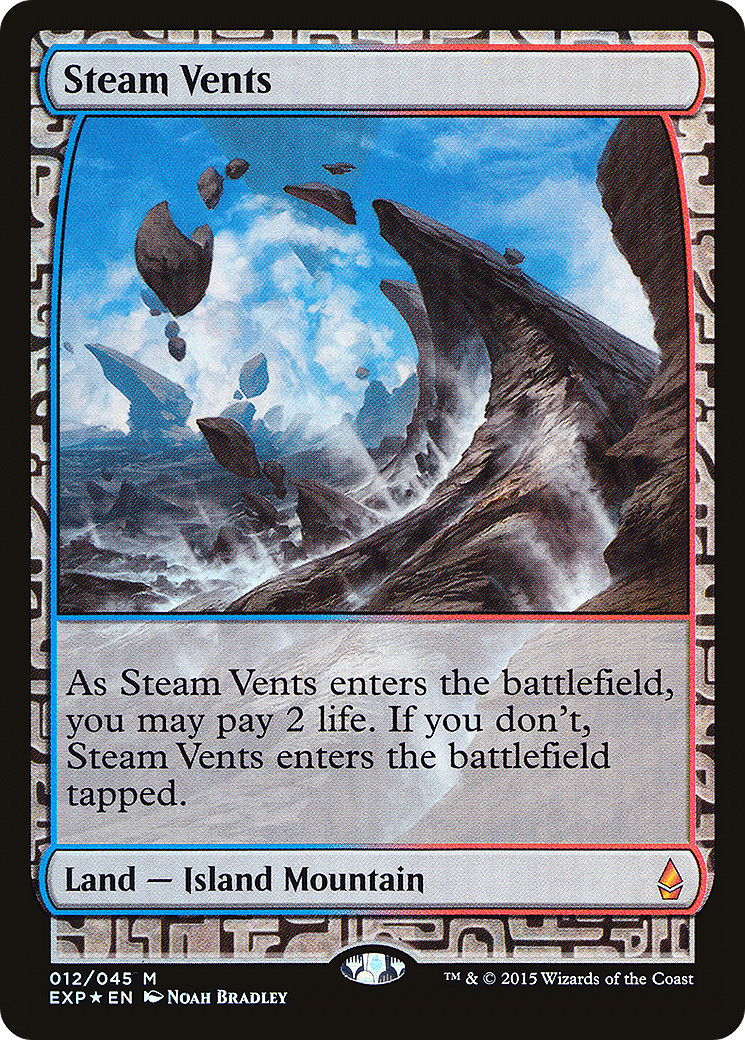 Steam Vents
As Steam Vents enters the battlefield,
you may pay 2 life. If you don't,
Steam Vents enters the battlefield
tapped.
Land — Island Mountain
012/045 M
™ & © 2015 Wizards of the Coast
EXP★EN Noah Bradley